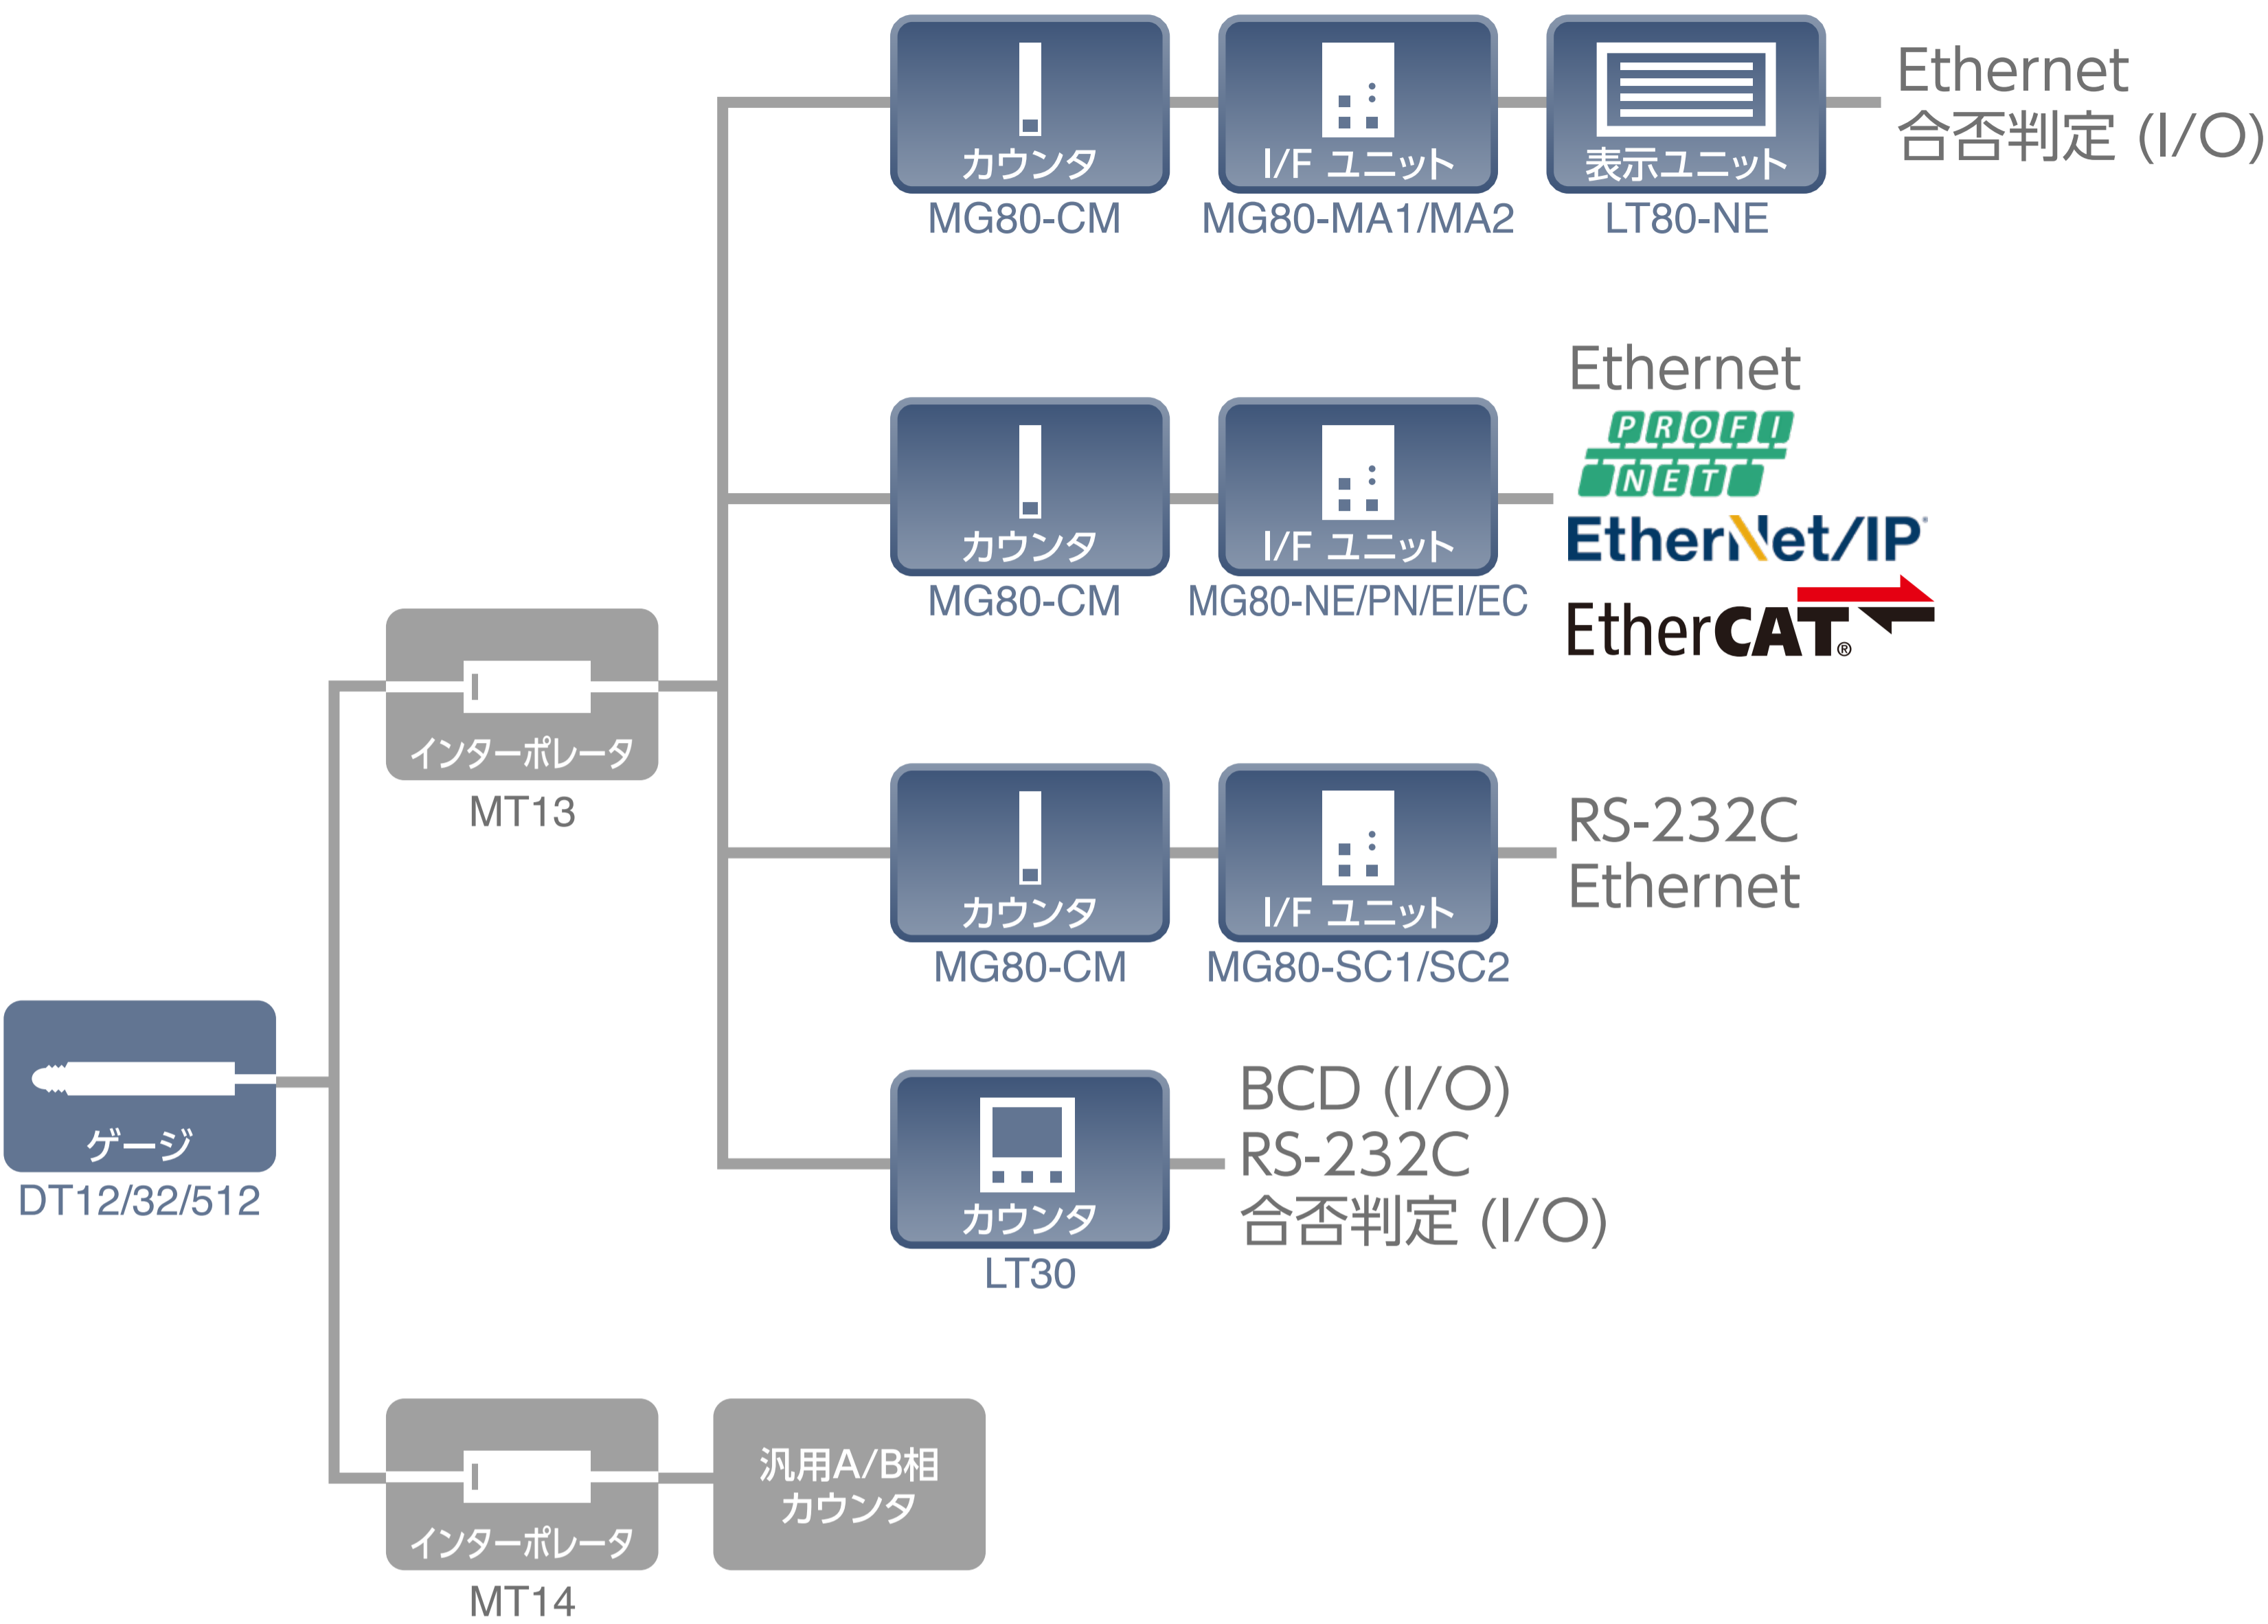 カウンタ
MG80-CM
I/F ユニット
MG80-MA1/MA2
表示ユニット
LT80-NE
Ethernet
合否判定 (I/O)
カウンタ
MG80-CM
I/F ユニット
MG80-NE/PN/EI/EC
Ethernet
PROFI
NET
EtherNet/IP®
EtherCAT®
インターポレータ
MT13
カウンタ
MG80-CM
I/F ユニット
MG80-SC1/SC2
RS-232C
Ethernet
ゲージ
DT12/32/512
カウンタ
LT30
BCD (I/O)
RS-232C
合否判定 (I/O)
インターポレータ
MT14
汎用A/B相
カウンタ